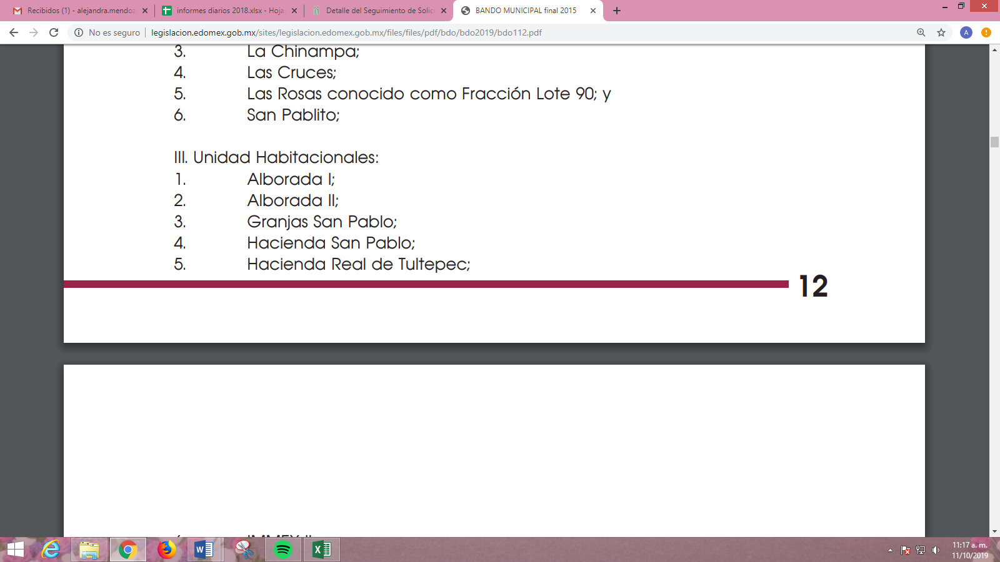 Recibidos (1) - alejandra.mendoz
informes diarios 2018.xlsx - Hoja
Detalle del Seguimiento de Solic
BANDO MUNICIPAL final 2015
No es seguro
legislacion.edomex.gob.mx/sites/legislacion.edomex.gob.mx/files/files/pdf/bdo/bdo2019/bdo112.pdf
A
3. La Chinampa;
4. Las Cruces;
5. Las Rosas conocido como Fracción Lote 90; y
6. San Pablito;
III. Unidad Habitacionales:
1. Alborada I;
2. Alborada II;
3. Granjas San Pablo;
4. Hacienda San Pablo;
5. Hacienda Real de Tultepec;
12
11:17 a. m.
11/10/2019